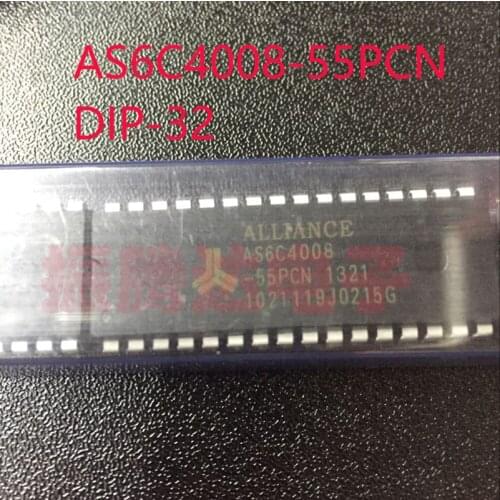 AS6C4008-55PCN
DIP-32
ALLIANCE
AS6C4008
-55PCN 1321
1021119J0215G